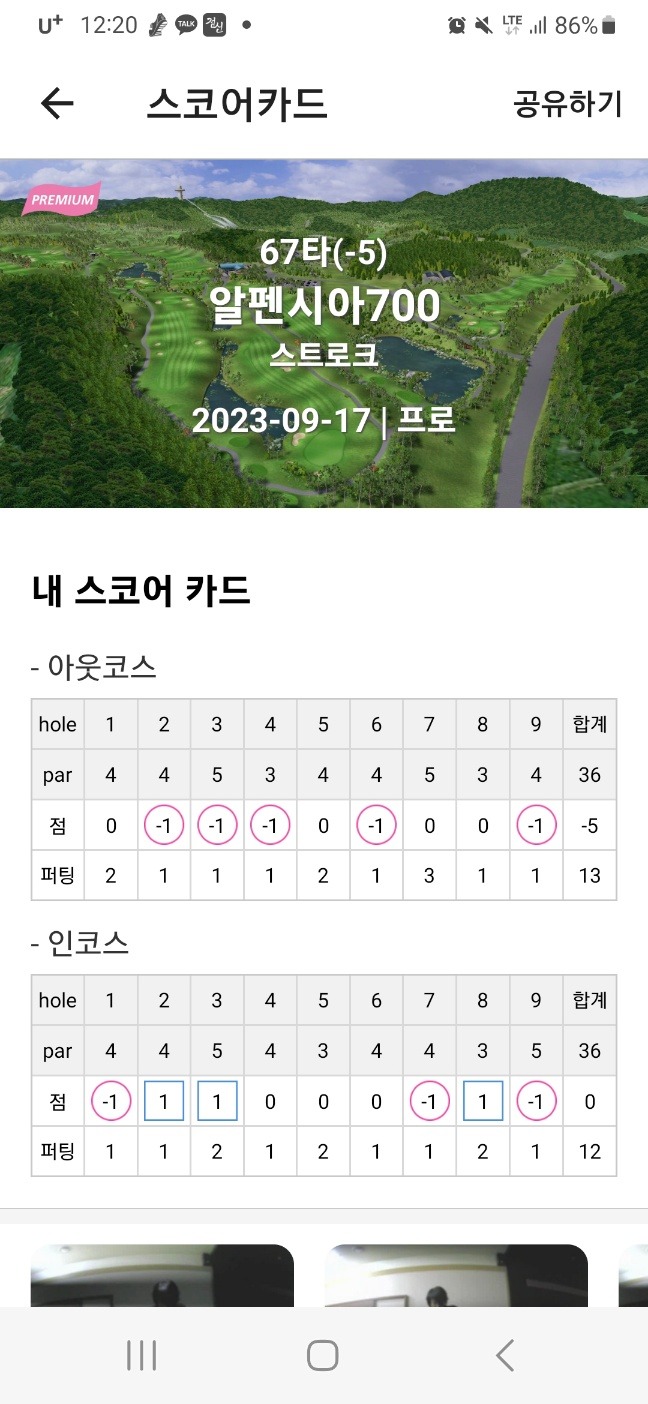 U+ 12:20 TALK 걸신 LTE 86%
스코어카드 공유하기
PREMIUM
67타(-5)
알펜시아700
스트로크
2023-09-17 | 프로
내 스코어 카드
- 아웃코스
hole 1 2 3 4 5 6 7 8 9 합계
par 4 4 5 3 4 4 5 3 4 36
점 0 -1 -1 -1 0 -1 0 0 -1 -5
퍼팅 2 1 1 1 2 1 3 1 1 13
- 인코스
hole 1 2 3 4 5 6 7 8 9 합계
par 4 4 5 4 3 4 4 3 5 36
점 -1 1 1 0 0 0 -1 1 -1 0
퍼팅 1 1 2 1 2 1 1 2 1 12